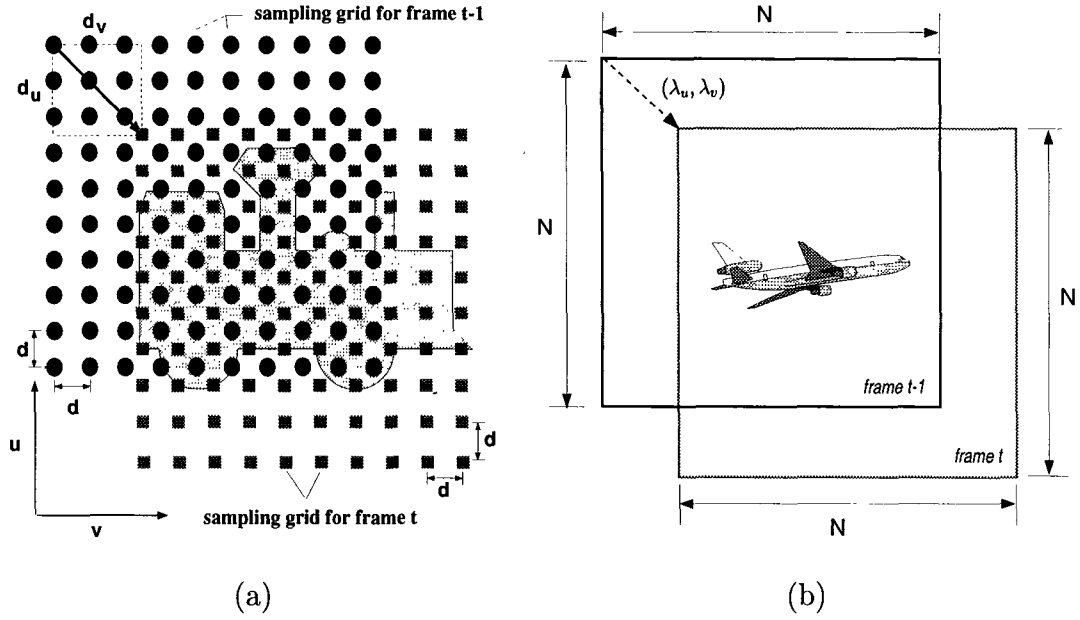 sampling grid for frame t-1
d_v
d_u
d
d
u
v
d
d
sampling grid for frame t
(a)
N
(λ_u, λ_v)
N
N
frame t-1
frame t
N
(b)